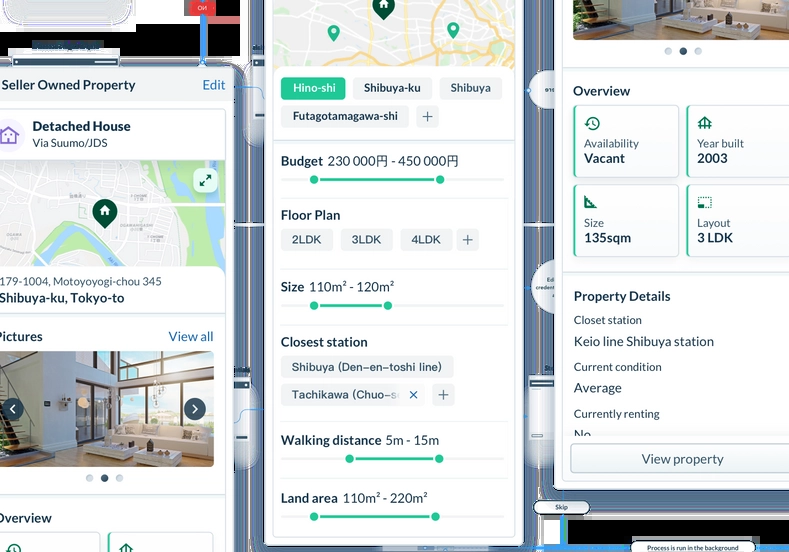 Seller Owned Property
Edit
Detached House
Via Suumo/JDS
179-1004, Motoyoyogi-chou 345
Shibuya-ku, Tokyo-to
Pictures
View all
Overview
Hino-shi
Shibuya-ku
Shibuya
Futagotamagawa-shi
+
Budget 230 000円 - 450 000円
Floor Plan
2LDK
3LDK
4LDK
+
Size 110m² - 120m²
Closest station
Shibuya (Den-en-toshi line)
Tachikawa (Chuo-s
+
Walking distance 5m - 15m
Land area 110m² - 220m²
Overview
Availability
Vacant
Year built
2003
Size
135sqm
Layout
3 LDK
Property Details
Closet station
Keio line Shibuya station
Current condition
Average
Currently renting
No
View property
Skip
Process is run in the background